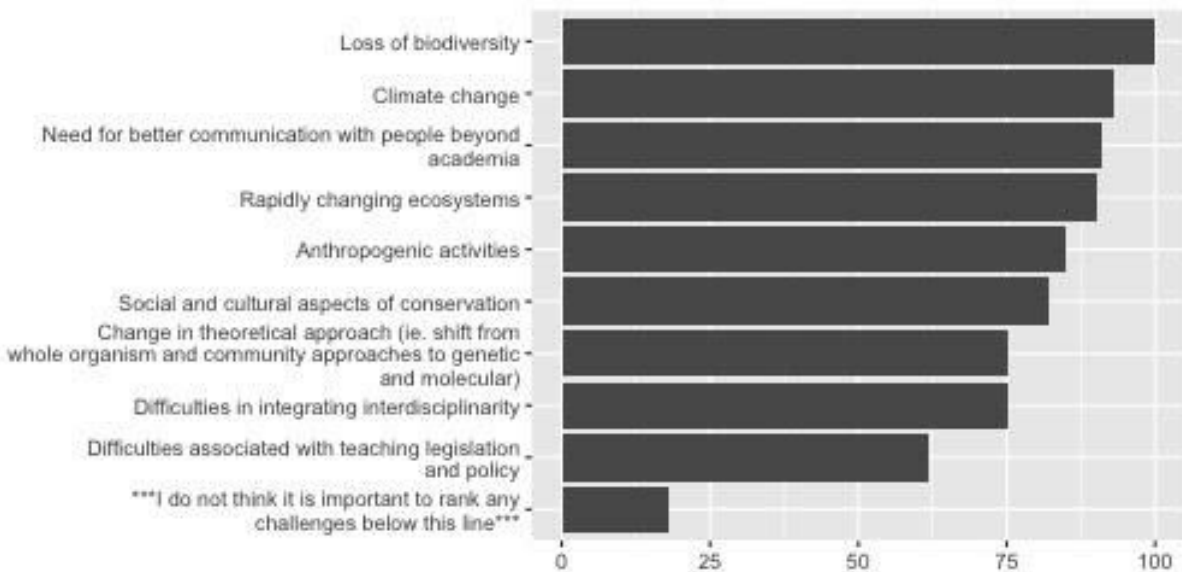 Loss of biodiversity
Climate change
Need for better communication with people beyond
academia
Rapidly changing ecosystems
Anthropogenic activities
Social and cultural aspects of conservation
Change in theoretical approach (ie. shift from
whole organism and community approaches to genetic
and molecular)
Difficulties in integrating interdisciplinarity
Difficulties associated with teaching legislation
and policy
***I do not think it is important to rank any
challenges below this line***
0 25 50 75 100